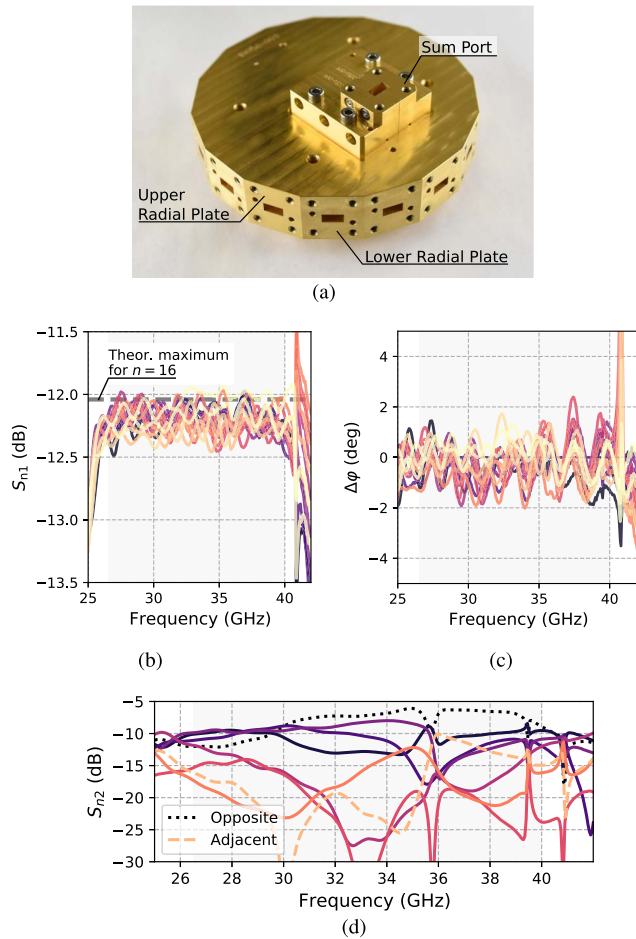 Sum Port
Upper
Radial Plate
Lower Radial Plate
(a)
−11.5
−12.0
−12.5
−13.0
−13.5
S_n1 (dB)
Theor. maximum
for n = 16
25 30 35 40
Frequency (GHz)
(b)
4
2
0
−2
−4
Δφ (deg)
25 30 35 40
Frequency (GHz)
(c)
−5
−10
−15
−20
−25
−30
S_n2 (dB)
Opposite
Adjacent
26 28 30 32 34 36 38 40
Frequency (GHz)
(d)